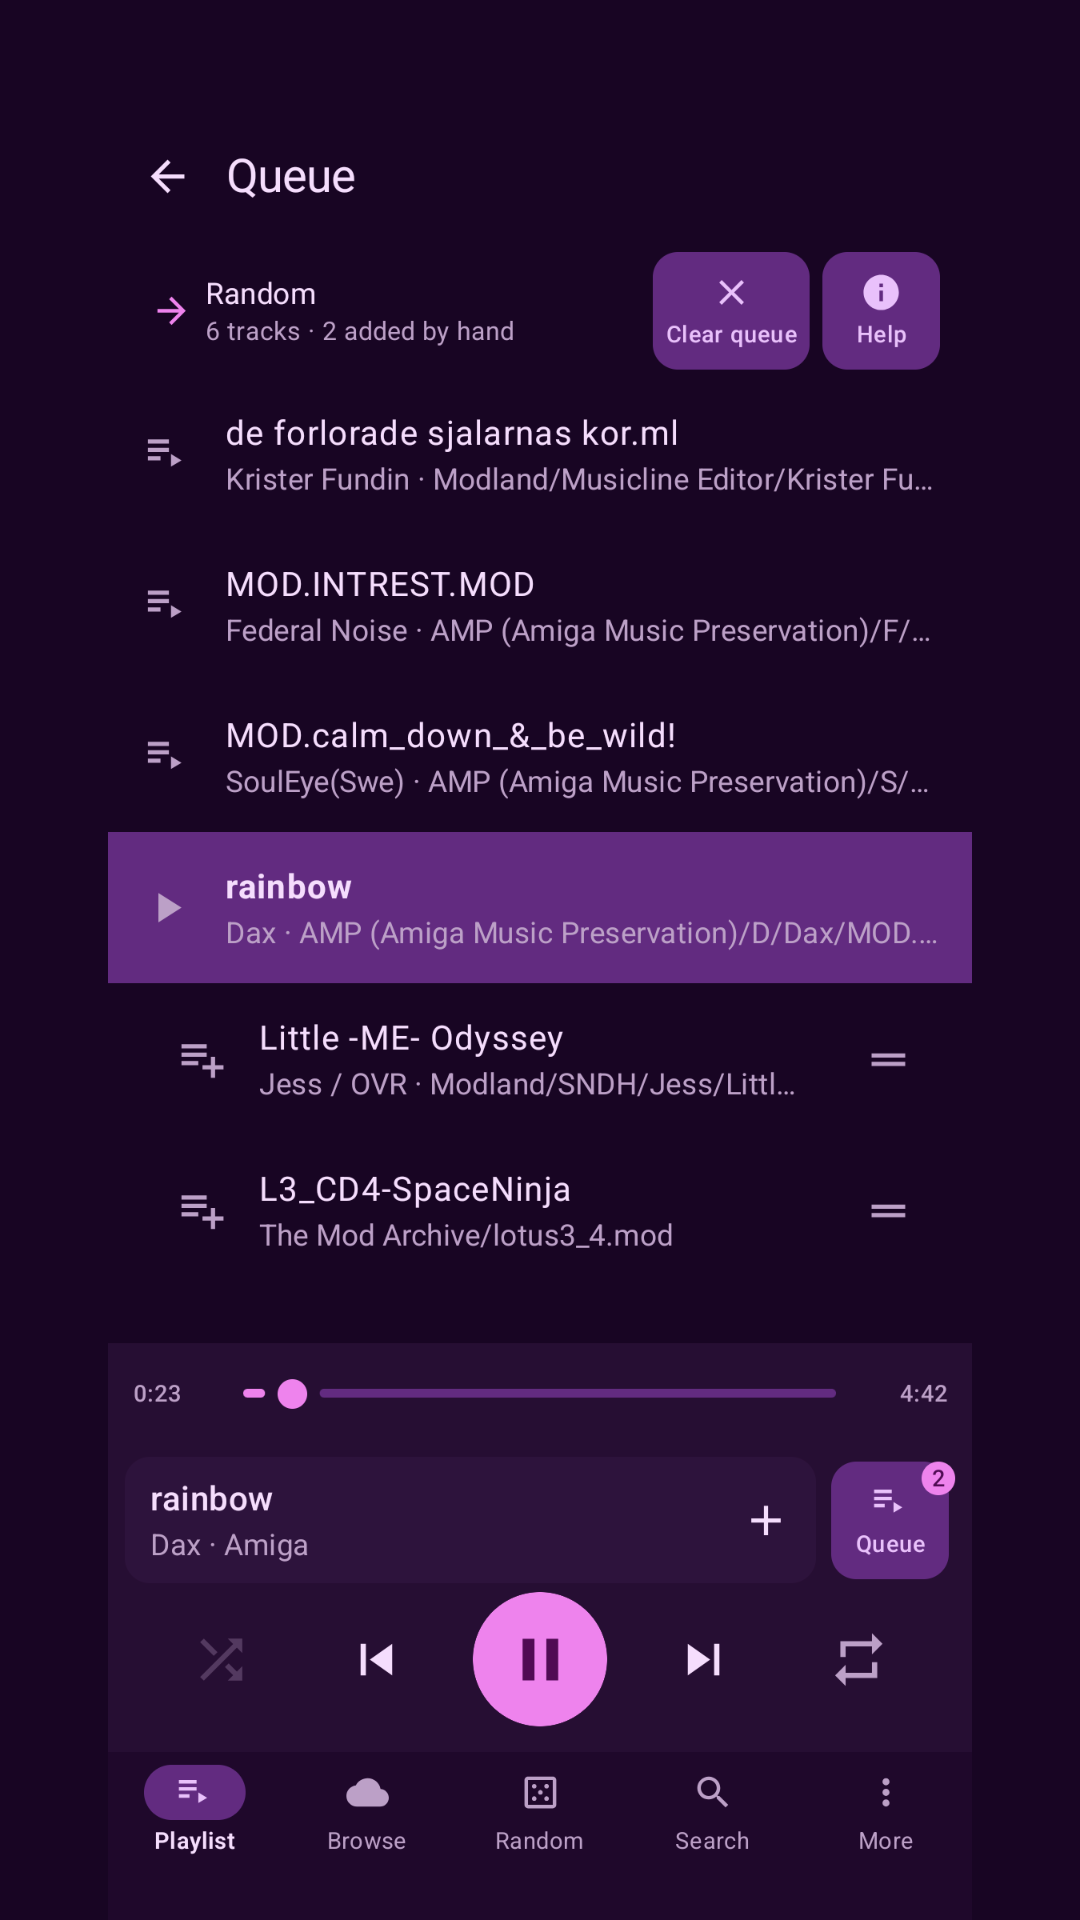 Queue
Random
6 tracks · 2 added by hand
Clear queue
Help
de forlorade sjalarnas kor.ml
Krister Fundin · Modland/Musicline Editor/Krister Fu…
MOD.INTREST.MOD
Federal Noise · AMP (Amiga Music Preservation)/F/…
MOD.calm_down_&_be_wild!
SoulEye(Swe) · AMP (Amiga Music Preservation)/S/…
rainbow
Dax · AMP (Amiga Music Preservation)/D/Dax/MOD.…
Little -ME- Odyssey
Jess / OVR · Modland/SNDH/Jess/Littl…
L3_CD4-SpaceNinja
The Mod Archive/lotus3_4.mod
0:23
4:42
rainbow
Dax · Amiga
2
Queue
Playlist
Browse
Random
Search
More